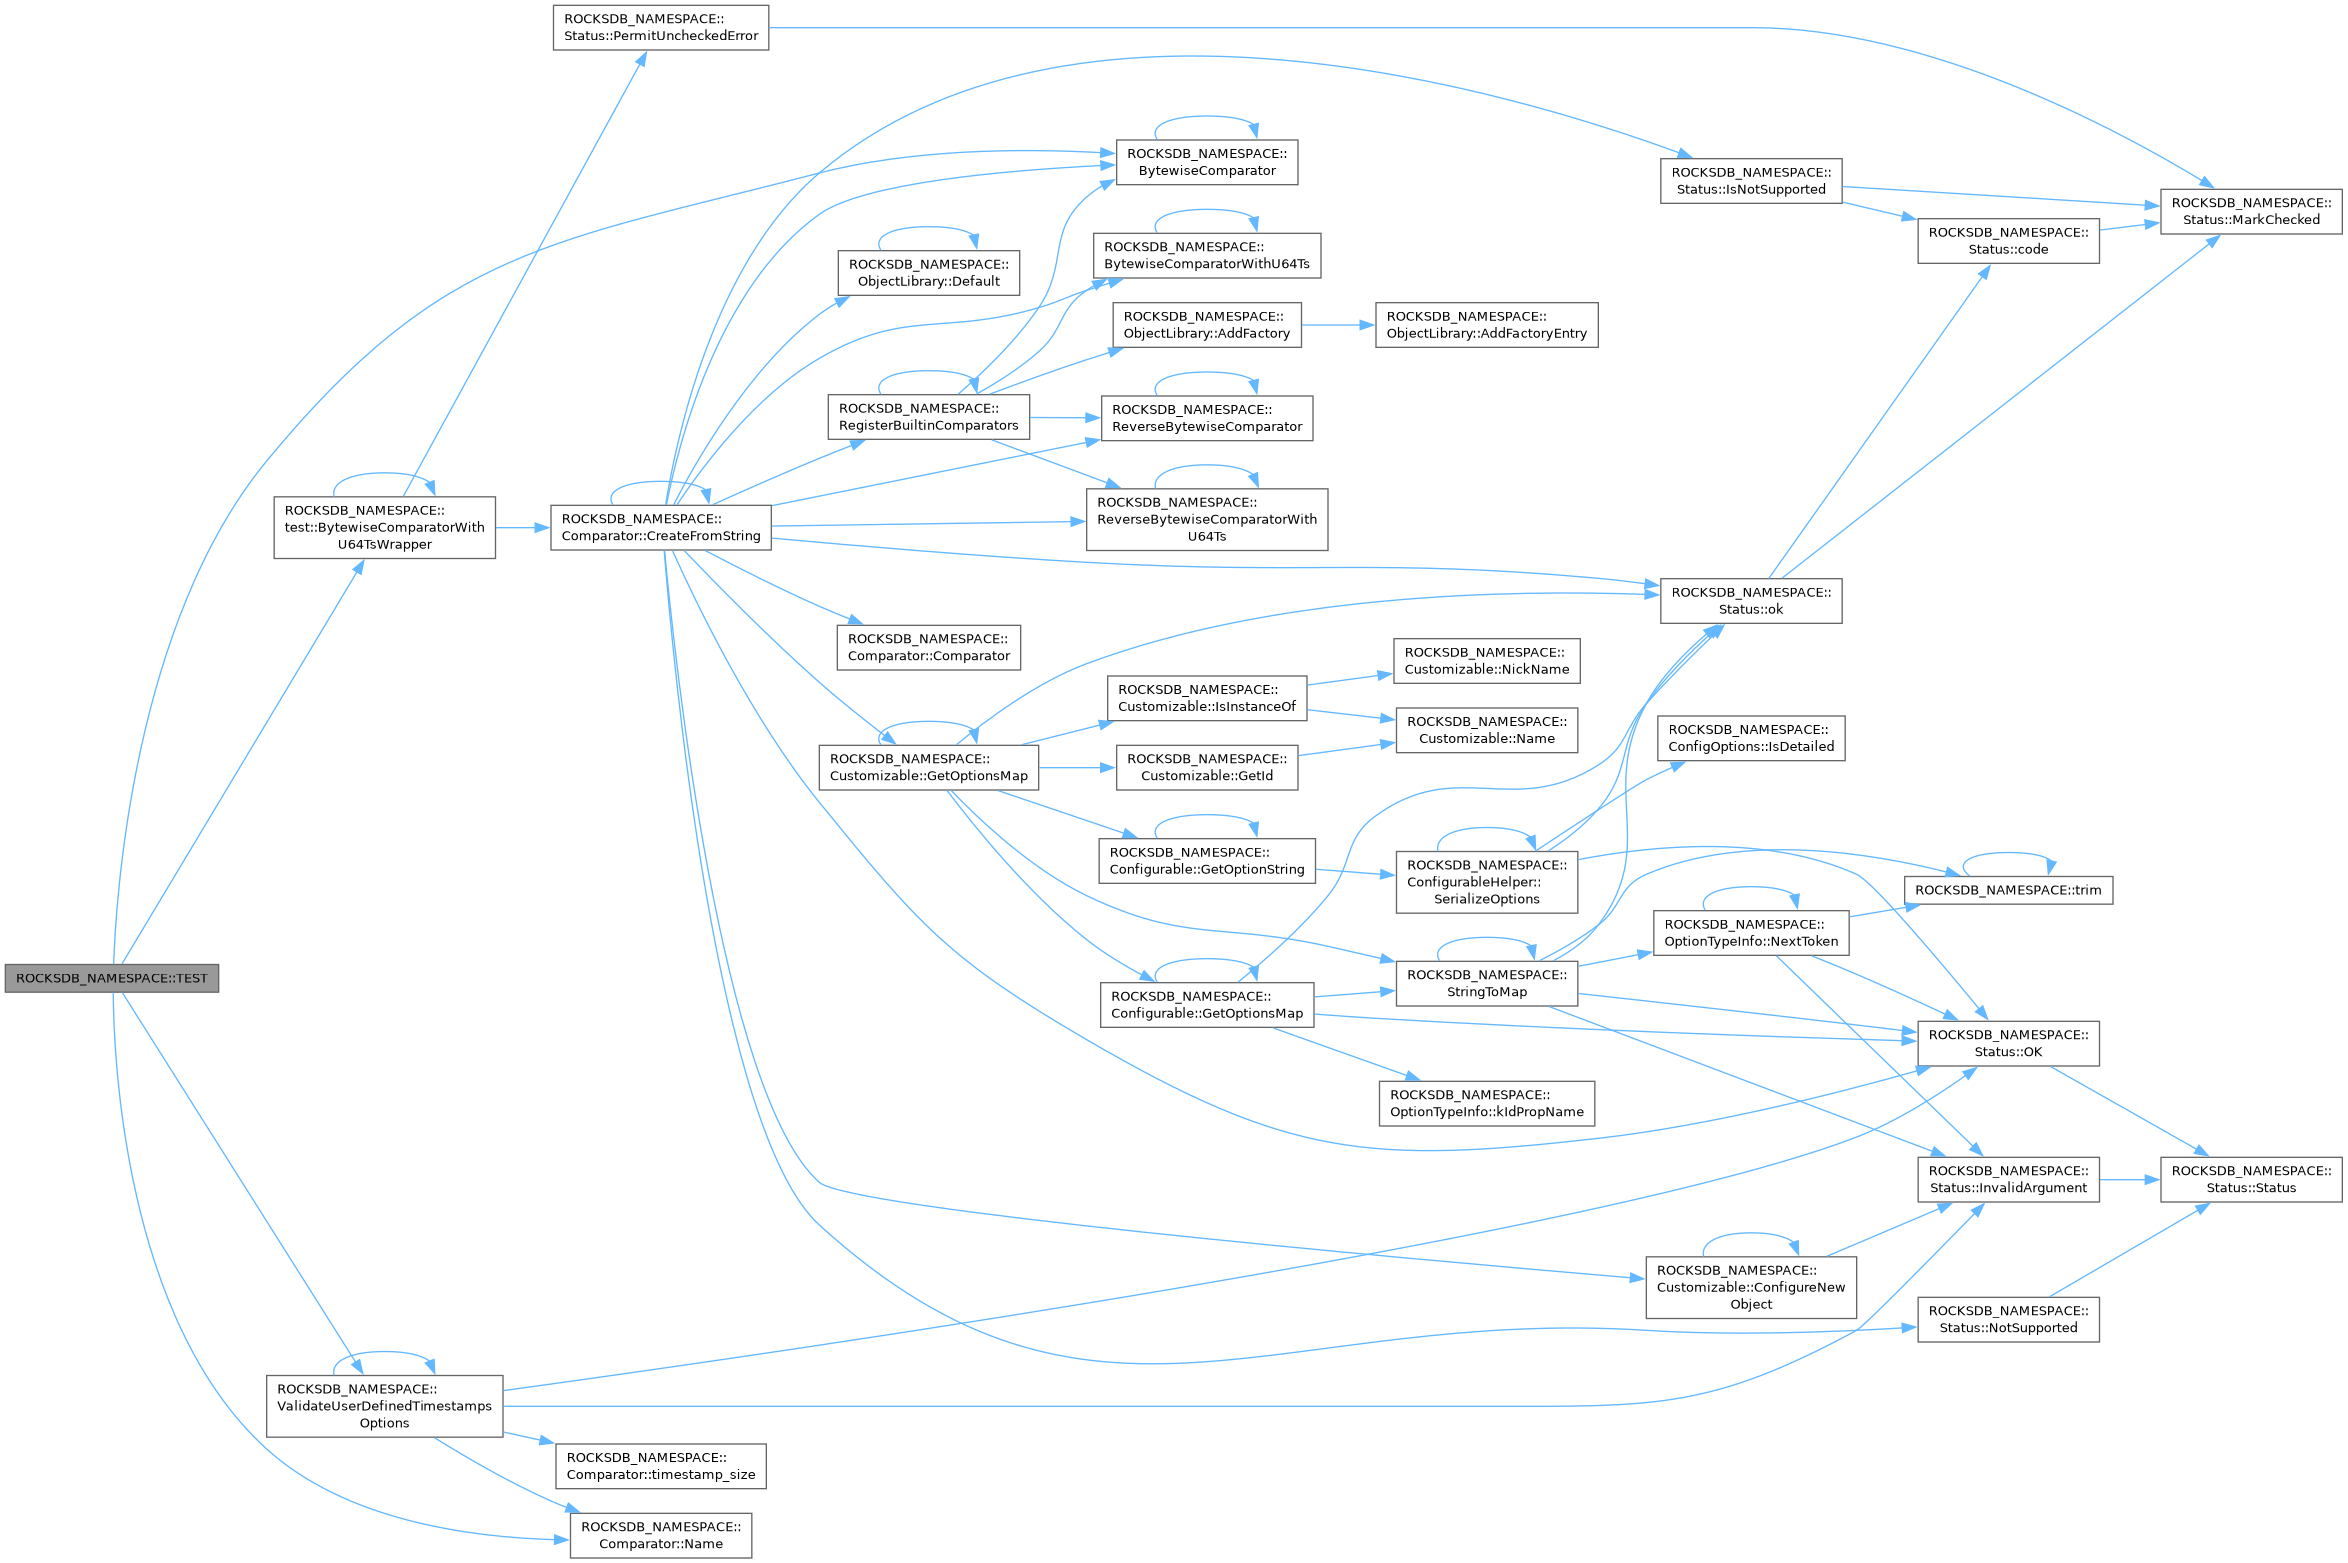 ROCKSDB_NAMESPACE::TEST
ROCKSDB_NAMESPACE::
test::BytewiseComparatorWith
U64TsWrapper
ROCKSDB_NAMESPACE::
ValidateUserDefinedTimestamps
Options
ROCKSDB_NAMESPACE::
Status::PermitUncheckedError
ROCKSDB_NAMESPACE::
Comparator::CreateFromString
ROCKSDB_NAMESPACE::
Comparator::timestamp_size
ROCKSDB_NAMESPACE::
Comparator::Name
ROCKSDB_NAMESPACE::
ObjectLibrary::Default
ROCKSDB_NAMESPACE::
RegisterBuiltinComparators
ROCKSDB_NAMESPACE::
Comparator::Comparator
ROCKSDB_NAMESPACE::
Customizable::GetOptionsMap
ROCKSDB_NAMESPACE::
BytewiseComparator
ROCKSDB_NAMESPACE::
BytewiseComparatorWithU64Ts
ROCKSDB_NAMESPACE::
ObjectLibrary::AddFactory
ROCKSDB_NAMESPACE::
ReverseBytewiseComparator
ROCKSDB_NAMESPACE::
ReverseBytewiseComparatorWith
U64Ts
ROCKSDB_NAMESPACE::
Customizable::IsInstanceOf
ROCKSDB_NAMESPACE::
Customizable::GetId
ROCKSDB_NAMESPACE::
Configurable::GetOptionString
ROCKSDB_NAMESPACE::
Configurable::GetOptionsMap
ROCKSDB_NAMESPACE::
ObjectLibrary::AddFactoryEntry
ROCKSDB_NAMESPACE::
Customizable::NickName
ROCKSDB_NAMESPACE::
Customizable::Name
ROCKSDB_NAMESPACE::
ConfigurableHelper::
SerializeOptions
ROCKSDB_NAMESPACE::
StringToMap
ROCKSDB_NAMESPACE::
OptionTypeInfo::kIdPropName
ROCKSDB_NAMESPACE::
Status::IsNotSupported
ROCKSDB_NAMESPACE::
Status::ok
ROCKSDB_NAMESPACE::
ConfigOptions::IsDetailed
ROCKSDB_NAMESPACE::
OptionTypeInfo::NextToken
ROCKSDB_NAMESPACE::
Customizable::ConfigureNew
Object
ROCKSDB_NAMESPACE::
Status::code
ROCKSDB_NAMESPACE::trim
ROCKSDB_NAMESPACE::
Status::OK
ROCKSDB_NAMESPACE::
Status::InvalidArgument
ROCKSDB_NAMESPACE::
Status::NotSupported
ROCKSDB_NAMESPACE::
Status::MarkChecked
ROCKSDB_NAMESPACE::
Status::Status